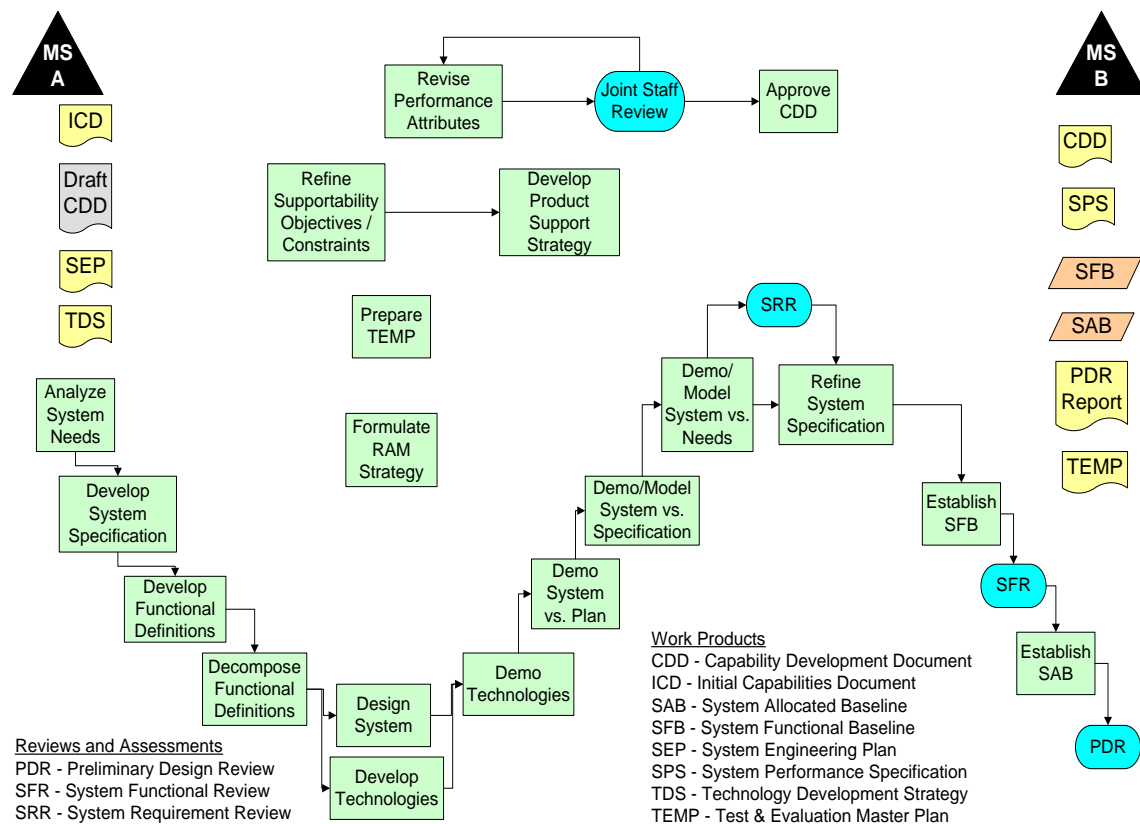 MS
A
ICD
Draft
CDD
SEP
TDS
Revise
Performance
Attributes
Joint Staff
Review
Approve
CDD
Refine
Supportability
Objectives /
Constraints
Develop
Product
Support
Strategy
Prepare
TEMP
Formulate
RAM
Strategy
Analyze
System
Needs
Develop
System
Specification
Develop
Functional
Definitions
Decompose
Functional
Definitions
Design
System
Develop
Technologies
Demo
Technologies
Demo
System
vs. Plan
Demo/Model
System vs.
Specification
Demo/
Model
System vs.
Needs
SRR
Refine
System
Specification
Establish
SFB
SFR
Establish
SAB
PDR
MS
B
CDD
SPS
SFB
SAB
PDR
Report
TEMP
Reviews and Assessments
PDR - Preliminary Design Review
SFR - System Functional Review
SRR - System Requirement Review
Work Products
CDD - Capability Development Document
ICD - Initial Capabilities Document
SAB - System Allocated Baseline
SFB - System Functional Baseline
SEP - System Engineering Plan
SPS - System Performance Specification
TDS - Technology Development Strategy
TEMP - Test & Evaluation Master Plan